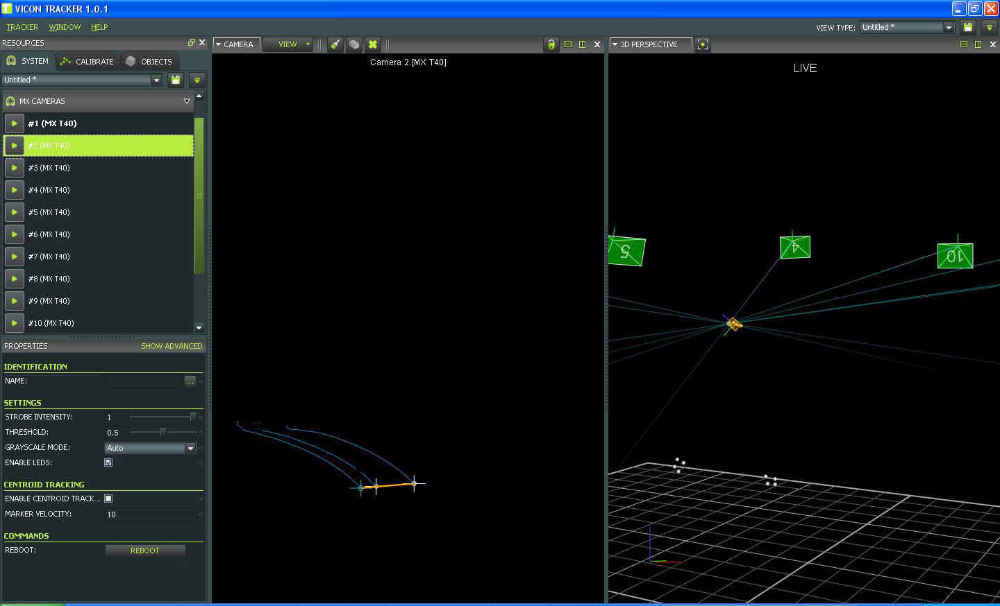 VICON TRACKER 1.0.1
TRACKER WINDOW HELP
VIEW TYPE: Untitled *
RESOURCES
SYSTEM CALIBRATE OBJECTS
Untitled *
MX CAMERAS
#1 (MX T40)
#2 (MX T40)
#3 (MX T40)
#4 (MX T40)
#5 (MX T40)
#6 (MX T40)
#7 (MX T40)
#8 (MX T40)
#9 (MX T40)
#10 (MX T40)
PROPERTIES SHOW ADVANCED
IDENTIFICATION
NAME: ...
SETTINGS
STROBE INTENSITY: 1
THRESHOLD: 0.5
GRAYSCALE MODE: Auto
ENABLE LEDS:
CENTROID TRACKING
ENABLE CENTROID TRACK...
MARKER VELOCITY: 10
COMMANDS
REBOOT: REBOOT
CAMERA VIEW
Camera 2 [MX T40]
3D PERSPECTIVE
LIVE
5 4 10